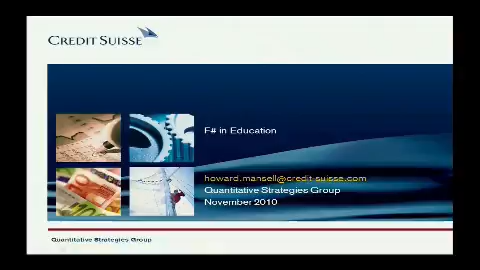 CREDIT SUISSE
F# in Education
howard.mansell@credit-suisse.com
Quantitative Strategies Group
November 2010
Quantitative Strategies Group